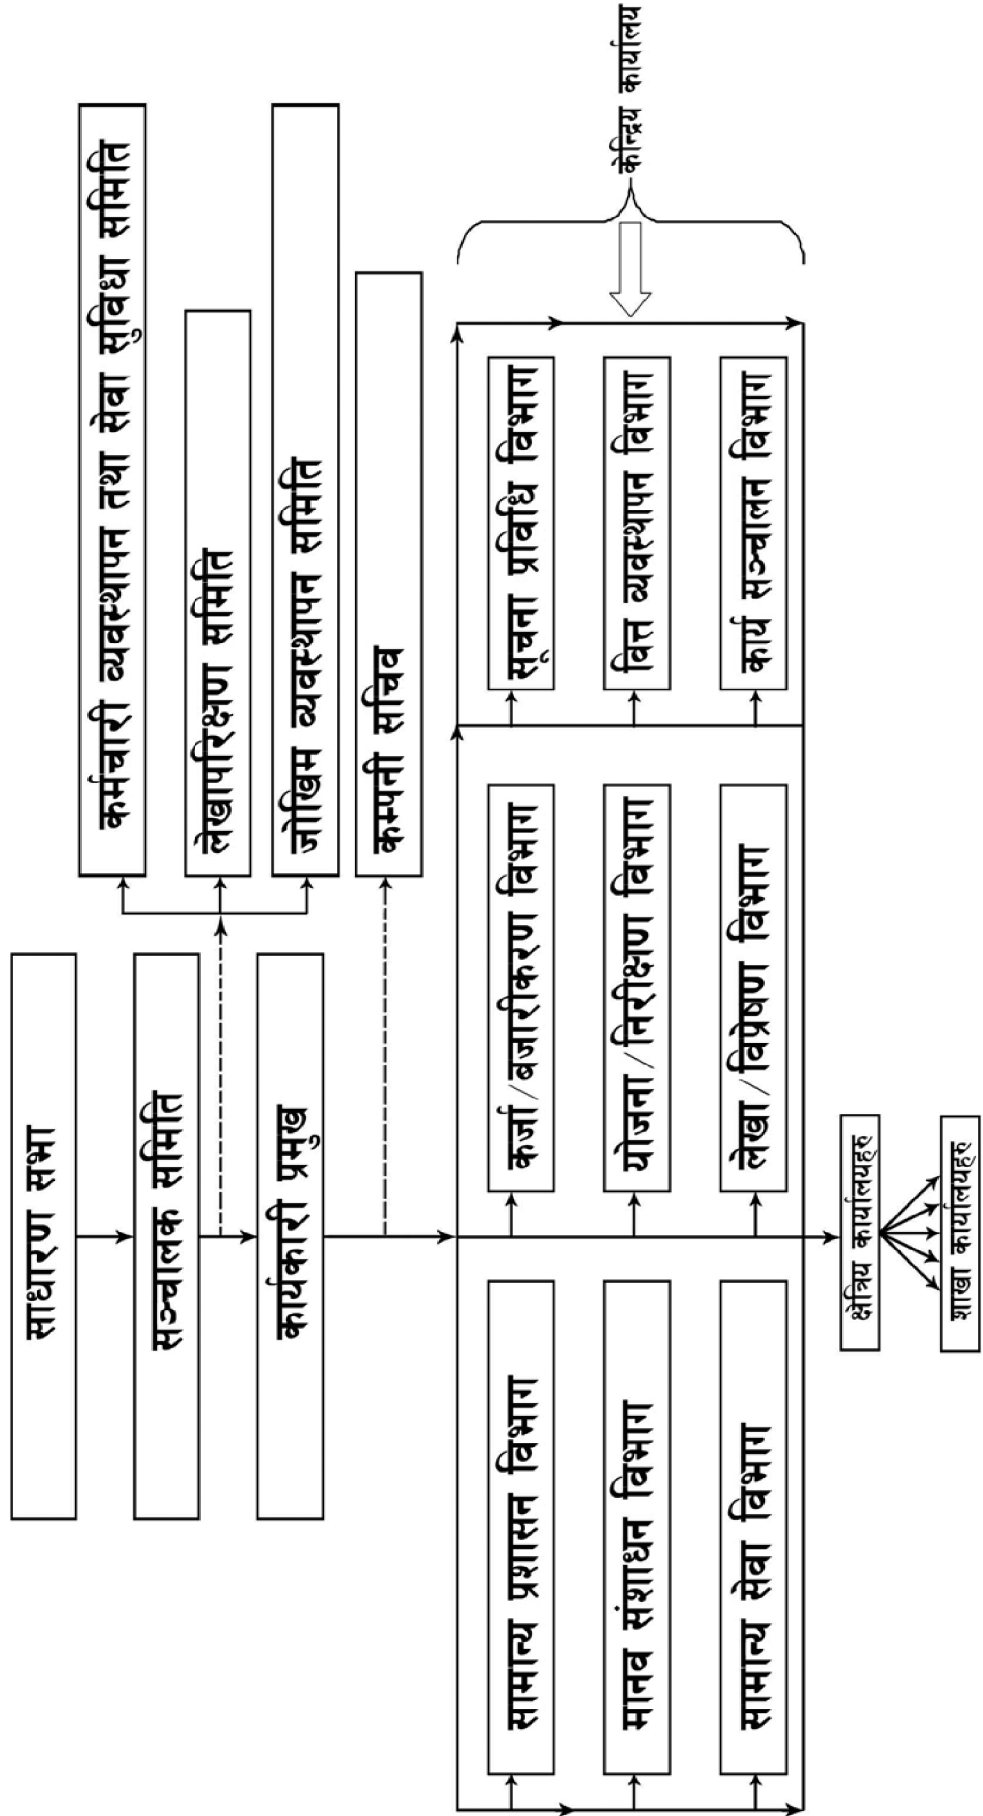 साधारण सभा
सञ्चालक समिति
कार्यकारी प्रमुख
कर्मचारी व्यवस्थापन तथा सेवा सुविधा समिति
लेखापरिक्षण समिति
जोखिम व्यवस्थापन समिति
कम्पनी सचिव
केन्द्रिय कार्यालय
सामान्य प्रशासन विभाग
मानव संशाधन विभाग
सामान्य सेवा विभाग
कर्जा/बजारीकरण विभाग
योजना/निरीक्षण विभाग
लेखा/विप्रेषण विभाग
सूचना प्रविधि विभाग
वित्त व्यवस्थापन विभाग
कार्य सञ्चालन विभाग
क्षेत्रिय कार्यालयहरु
शाखा कार्यालयहरु